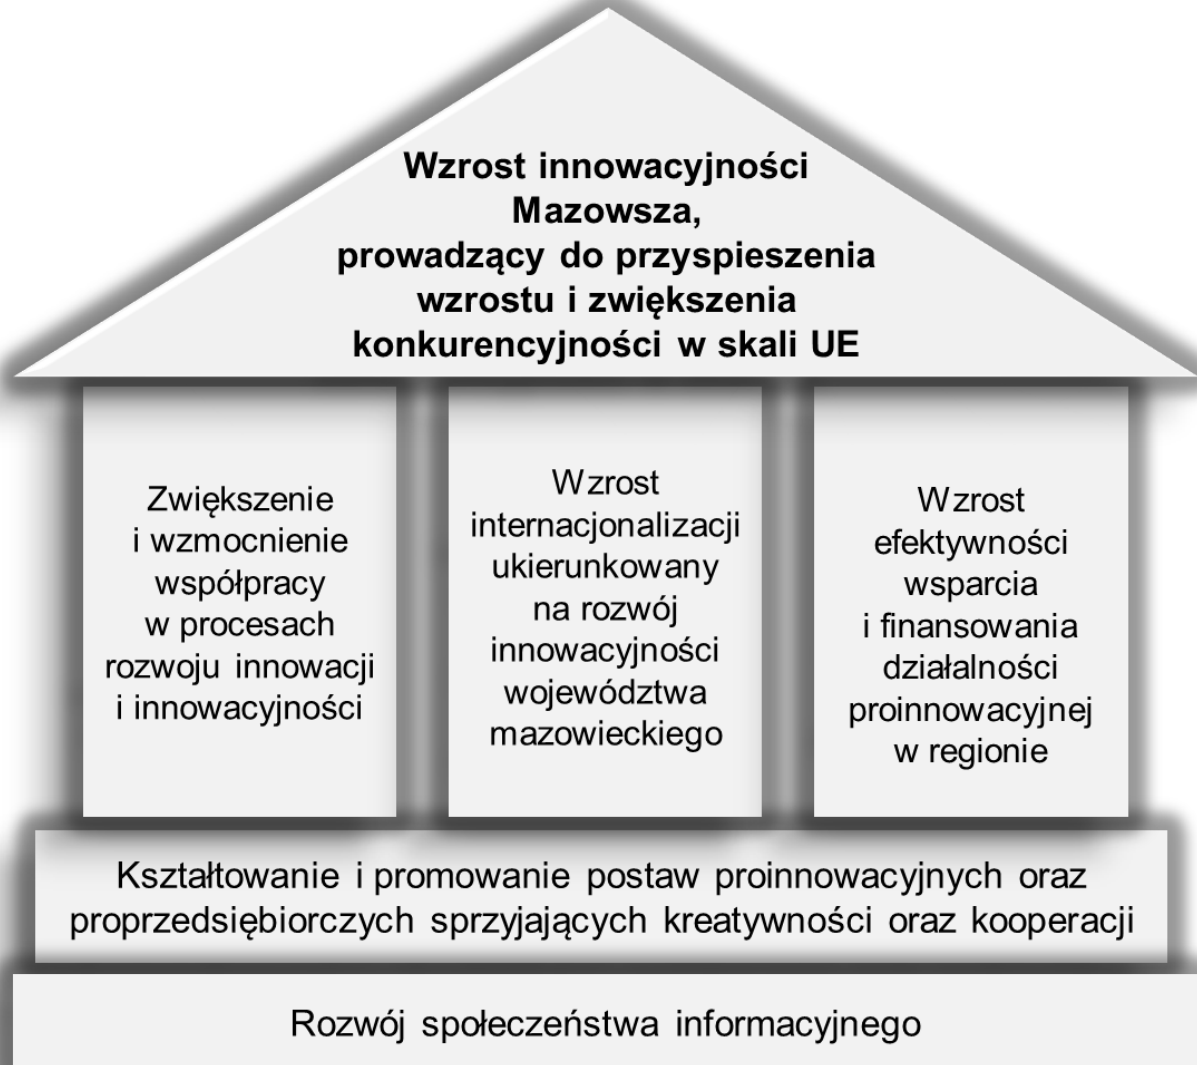 Wzrost innowacyjności
Mazowsza,
prowadzący do przyspieszenia
wzrostu i zwiększenia
konkurencyjności w skali UE
Zwiększenie
i wzmocnienie
współpracy
w procesach
rozwoju innowacji
i innowacyjności
Wzrost
internacjonalizacji
ukierunkowany
na rozwój
innowacyjności
województwa
mazowieckiego
Wzrost
efektywności
wsparcia
i finansowania
działalności
proinnowacyjnej
w regionie
Kształtowanie i promowanie postaw proinnowacyjnych oraz
proprzedsiębiorczych sprzyjających kreatywności oraz kooperacji
Rozwój społeczeństwa informacyjnego